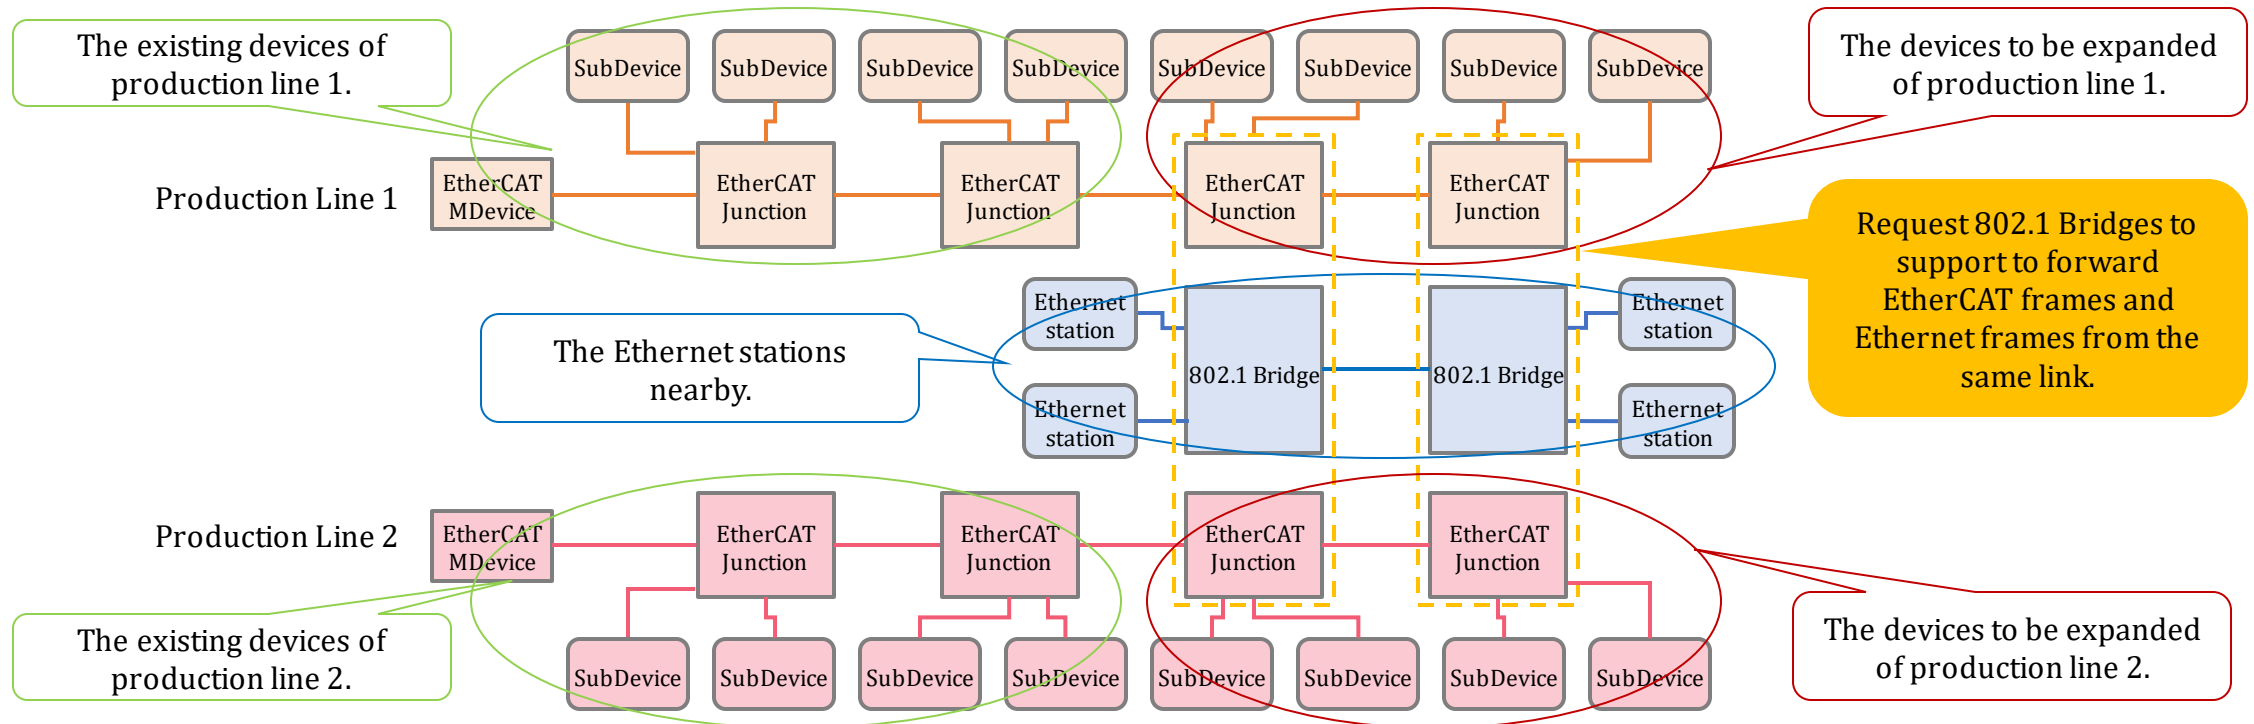 The existing devices of
production line 1.
SubDevice
SubDevice
SubDevice
SubDevice
SubDevice
SubDevice
SubDevice
SubDevice
The devices to be expanded
of production line 1.
Production Line 1
EtherCAT
MDevice
EtherCAT
Junction
EtherCAT
Junction
EtherCAT
Junction
EtherCAT
Junction
Request 802.1 Bridges to
support to forward
EtherCAT frames and
Ethernet frames from the
same link.
The Ethernet stations
nearby.
Ethernet
station
Ethernet
station
802.1 Bridge
802.1 Bridge
Ethernet
station
Ethernet
station
Production Line 2
EtherCAT
MDevice
EtherCAT
Junction
EtherCAT
Junction
EtherCAT
Junction
EtherCAT
Junction
The existing devices of
production line 2.
SubDevice
SubDevice
SubDevice
SubDevice
SubDevice
SubDevice
SubDevice
SubDevice
The devices to be expanded
of production line 2.